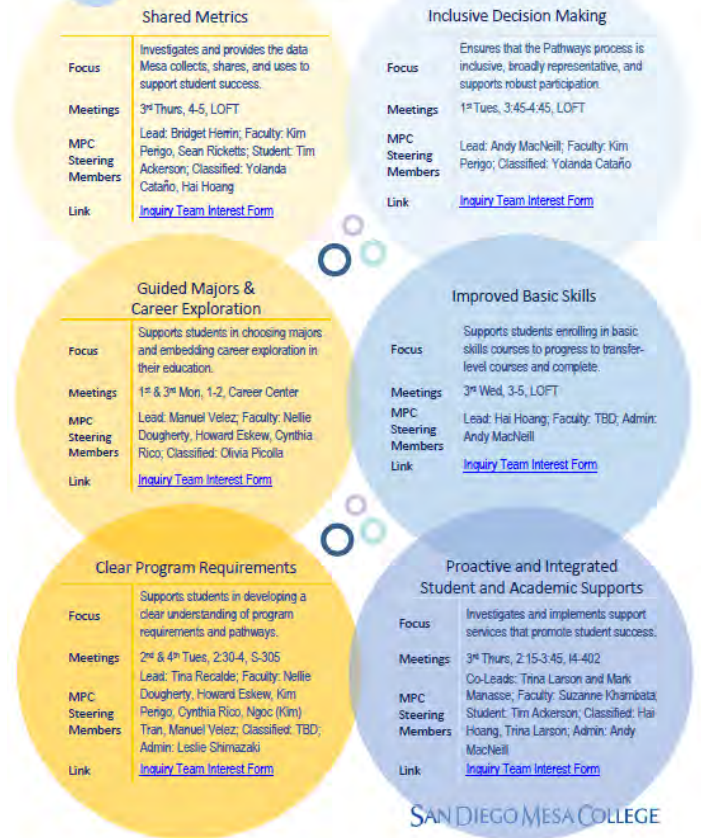 Shared Metrics
Focus
Investigates and provides the data
Mesa collects, shares, and uses to
support student success.
Meetings
3rd Thurs, 4-5, LOFT
MPC
Steering
Members
Lead: Bridget Herrin; Faculty: Kim
Perigo, Sean Ricketts; Student: Tim
Ackerson; Classified: Yolanda
Cataño, Hai Hoang
Link
Inquiry Team Interest Form
Inclusive Decision Making
Focus
Ensures that the Pathways process is
inclusive, broadly representative, and
supports robust participation.
Meetings
1st Tues, 3:45-4:45, LOFT
MPC
Steering
Members
Lead: Andy MacNeill; Faculty: Kim
Perigo; Classified: Yolanda Cataño
Link
Inquiry Team Interest Form
Guided Majors &
Career Exploration
Focus
Supports students in choosing majors
and embedding career exploration in
their education.
Meetings
1st & 3rd Mon, 1-2, Career Center
MPC
Steering
Members
Lead: Manuel Velez; Faculty: Nellie
Dougherty, Howard Eskew, Cynthia
Rico; Classified: Olivia Picolla
Link
Inquiry Team Interest Form
Improved Basic Skills
Focus
Supports students enrolling in basic
skills courses to progress to transfer-
level courses and complete.
Meetings
3rd Wed, 3-5, LOFT
MPC
Steering
Members
Lead: Hai Hoang; Faculty: TBD; Admin:
Andy MacNeill
Link
Inquiry Team Interest Form
Clear Program Requirements
Focus
Supports students in developing a
clear understanding of program
requirements and pathways.
Meetings
2nd & 4th Tues, 2:30-4, S-305
MPC
Steering
Members
Lead: Tina Recalde; Faculty: Nellie
Dougherty, Howard Eskew, Kim
Perigo, Cynthia Rico, Ngoc (Kim)
Tran, Manuel Velez; Classified: TBD;
Admin: Leslie Shimazaki
Link
Inquiry Team Interest Form
Proactive and Integrated
Student and Academic Supports
Focus
Investigates and implements support
services that promote student success.
Meetings
3rd Thurs, 2:15-3:45, I4-402
MPC
Steering
Members
Co-Leads: Trina Larson and Mark
Manasse; Faculty: Suzanne Khambata;
Student: Tim Ackerson; Classified: Hai
Hoang, Trina Larson; Admin: Andy
MacNeill
Link
Inquiry Team Interest Form
SAN DIEGO MESA COLLEGE